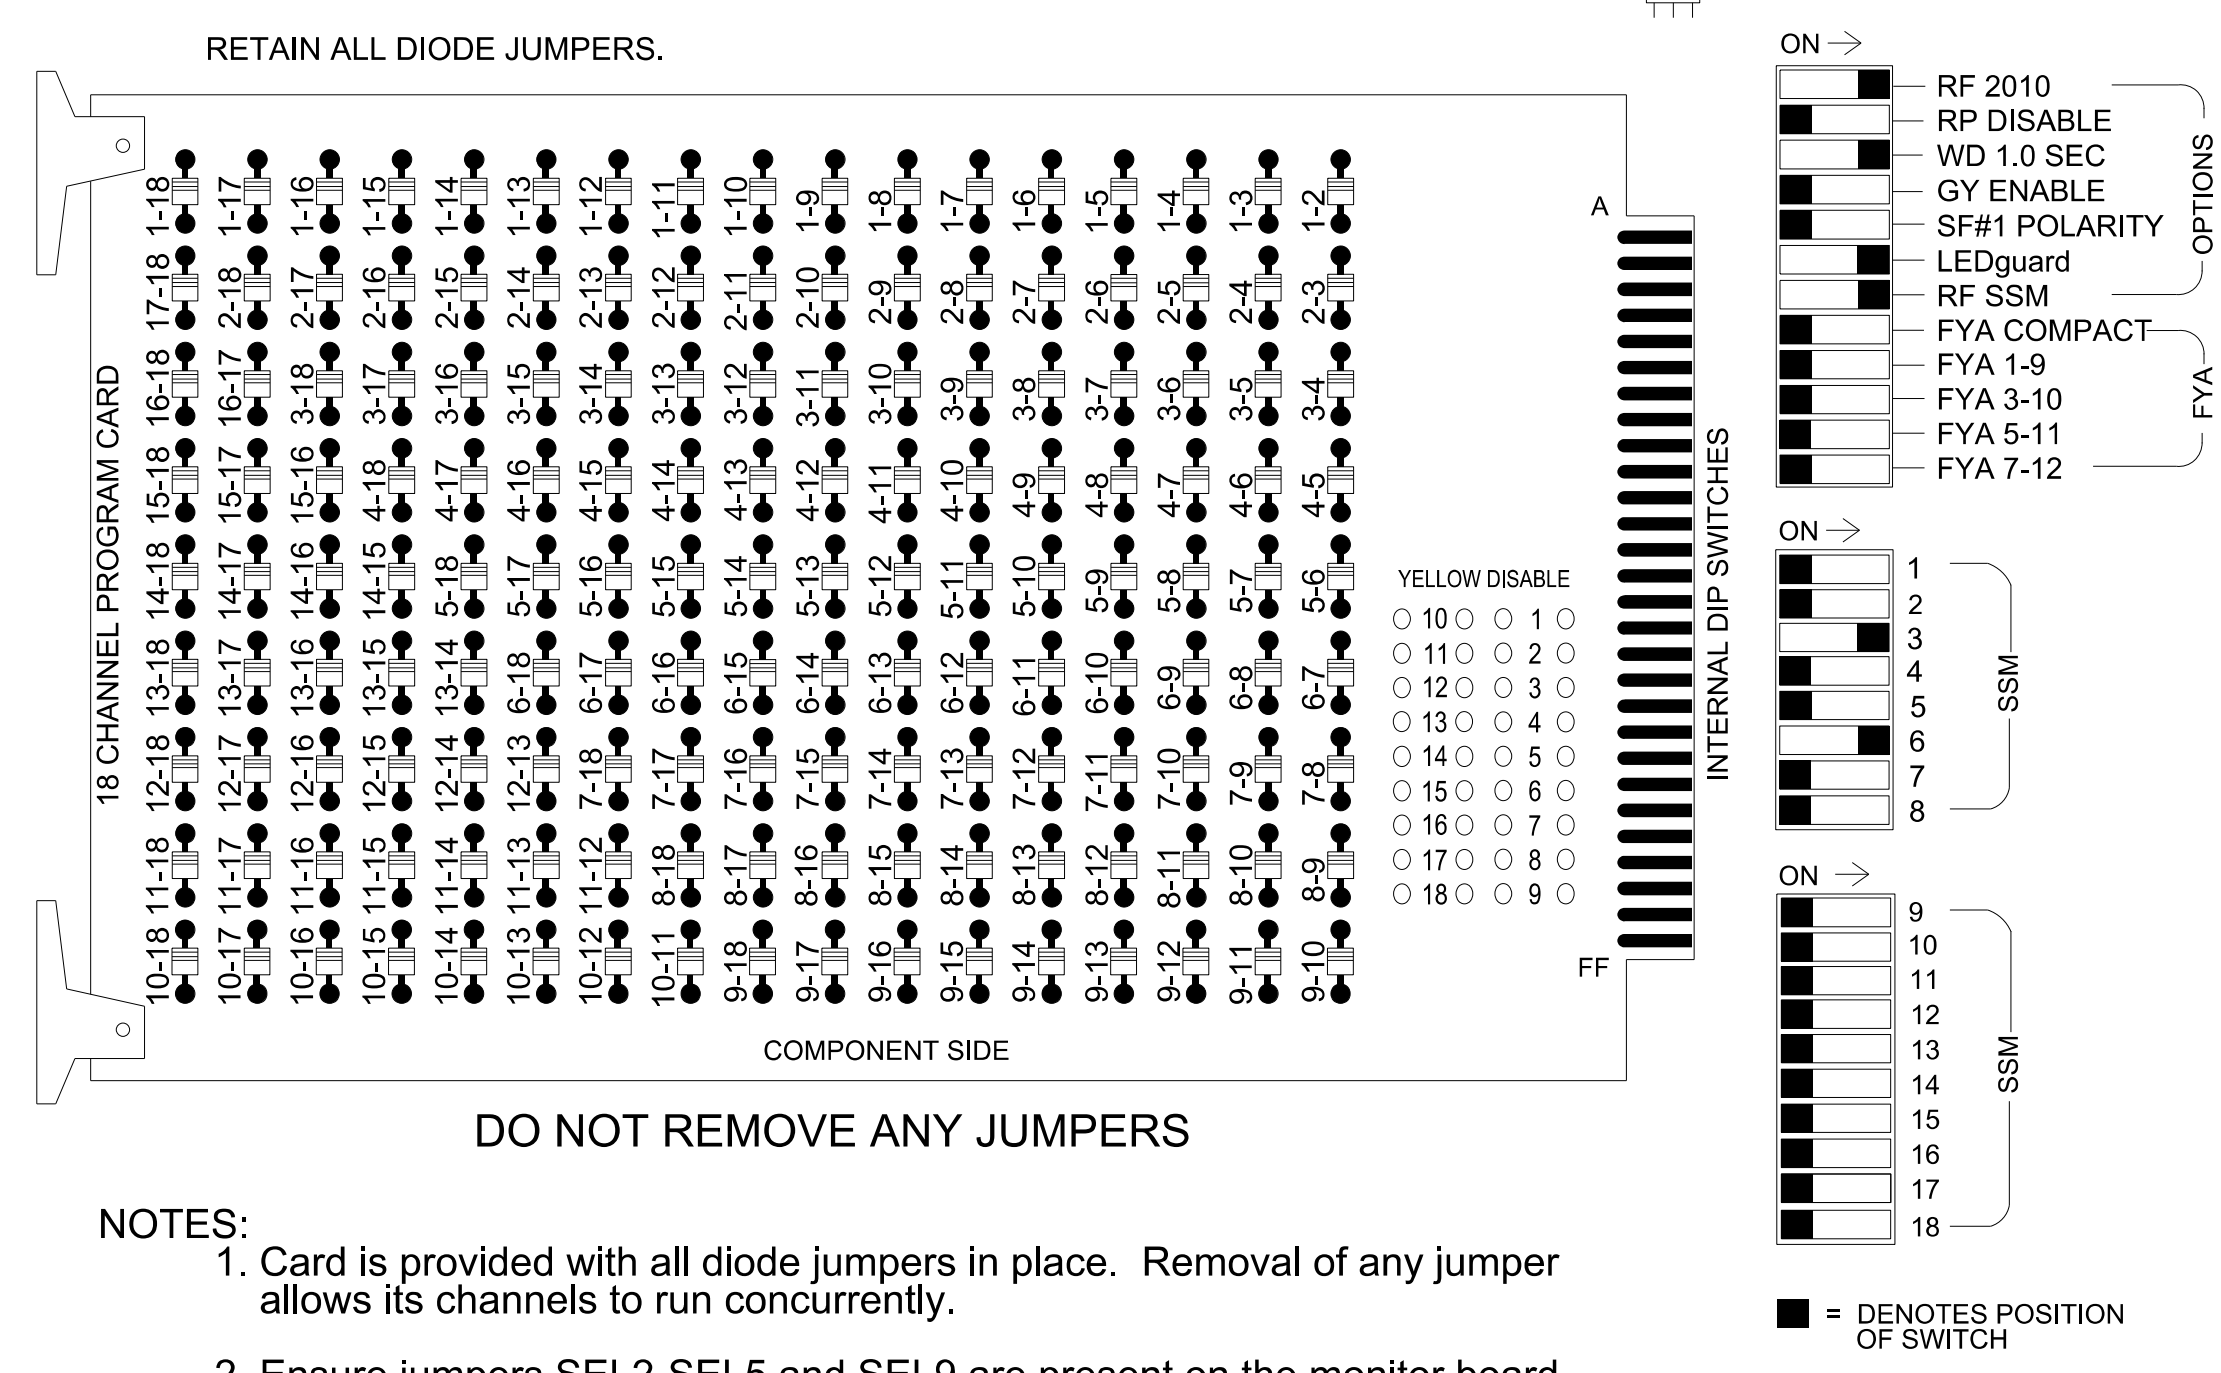 RETAIN ALL DIODE JUMPERS.
18 CHANNEL PROGRAM CARD
1-18 1-17 1-16 1-15 1-14 1-13 1-12 1-11 1-10 1-9 1-8 1-7 1-6 1-5 1-4 1-3 1-2
17-18 2-18 2-17 2-16 2-15 2-14 2-13 2-12 2-11 2-10 2-9 2-8 2-7 2-6 2-5 2-4 2-3
16-18 16-17 3-18 3-17 3-16 3-15 3-14 3-13 3-12 3-11 3-10 3-9 3-8 3-7 3-6 3-5 3-4
15-18 15-17 15-16 4-18 4-17 4-16 4-15 4-14 4-13 4-12 4-11 4-10 4-9 4-8 4-7 4-6 4-5
14-18 14-17 14-16 14-15 5-18 5-17 5-16 5-15 5-14 5-13 5-12 5-11 5-10 5-9 5-8 5-7 5-6
13-18 13-17 13-16 13-15 13-14 6-18 6-17 6-16 6-15 6-14 6-13 6-12 6-11 6-10 6-9 6-8 6-7
12-18 12-17 12-16 12-15 12-14 12-13 7-18 7-17 7-16 7-15 7-14 7-13 7-12 7-11 7-10 7-9 7-8
11-18 11-17 11-16 11-15 11-14 11-13 11-12 8-18 8-17 8-16 8-15 8-14 8-13 8-12 8-11 8-10 8-9
10-18 10-17 10-16 10-15 10-14 10-13 10-12 10-11 9-18 9-17 9-16 9-15 9-14 9-13 9-12 9-11 9-10
YELLOW DISABLE
10 1
11 2
12 3
13 4
14 5
15 6
16 7
17 8
18 9
A
FF
COMPONENT SIDE
INTERNAL DIP SWITCHES
ON
RF 2010
RP DISABLE
WD 1.0 SEC
GY ENABLE
SF#1 POLARITY
LEDguard
RF SSM
OPTIONS
FYA COMPACT
FYA 1-9
FYA 3-10
FYA 5-11
FYA 7-12
FYA
ON
1
2
3
4
5
6
7
8
SSM
ON
9
10
11
12
13
14
15
16
17
18
SSM
= DENOTES POSITION
OF SWITCH
DO NOT REMOVE ANY JUMPERS
NOTES:
1. Card is provided with all diode jumpers in place. Removal of any jumper
allows its channels to run concurrently.
2. Ensure jumpers SEL2-SEL5 and SEL9 are present on the monitor board